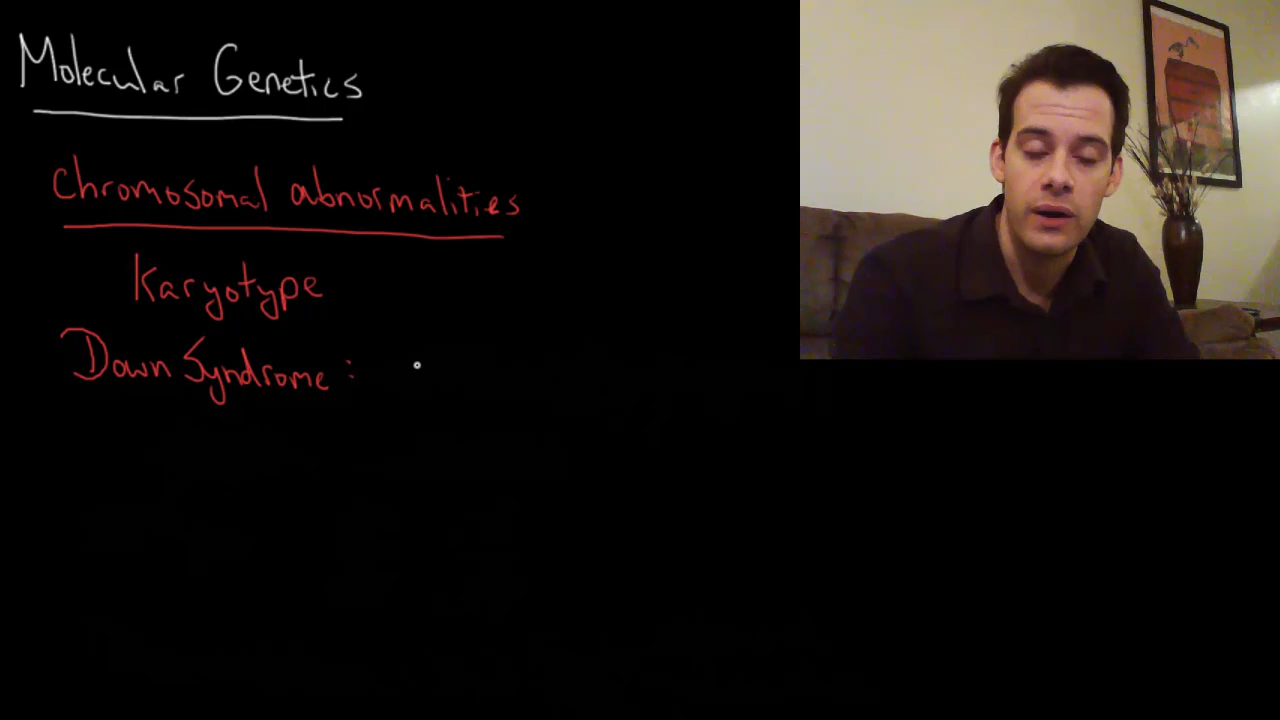 Molecular Genetics
Chromosomal abnormalities
Karyotype
Down Syndrome :